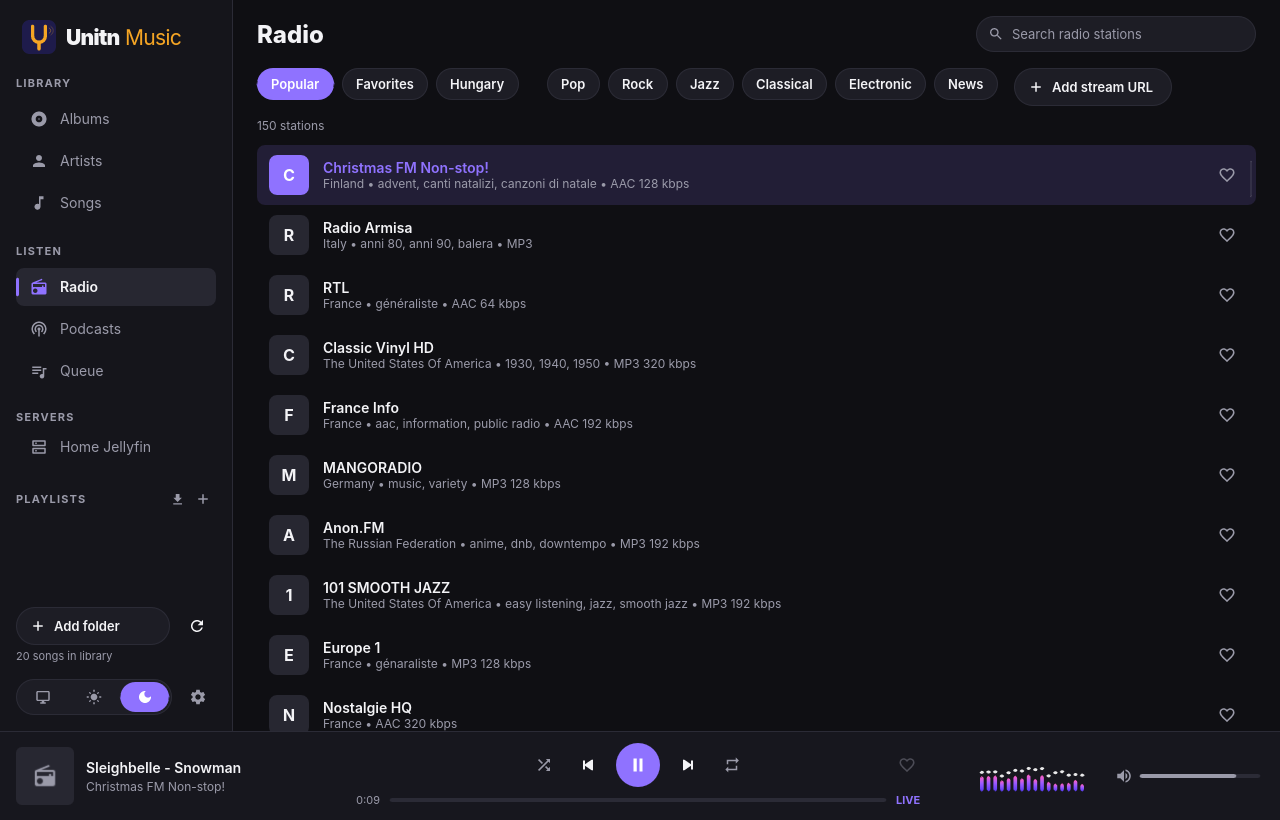 Unitn Music
LIBRARY
Albums
Artists
Songs
LISTEN
Radio
Podcasts
Queue
SERVERS
Home Jellyfin
PLAYLISTS
Add folder
20 songs in library
Radio
Search radio stations
Popular Favorites Hungary Pop Rock Jazz Classical Electronic News Add stream URL
150 stations
C
Christmas FM Non-stop!
Finland • advent, canti natalizi, canzoni di natale • AAC 128 kbps
R
Radio Armisa
Italy • anni 80, anni 90, balera • MP3
R
RTL
France • généraliste • AAC 64 kbps
C
Classic Vinyl HD
The United States Of America • 1930, 1940, 1950 • MP3 320 kbps
F
France Info
France • aac, information, public radio • AAC 192 kbps
M
MANGORADIO
Germany • music, variety • MP3 128 kbps
A
Anon.FM
The Russian Federation • anime, dnb, downtempo • MP3 192 kbps
1
101 SMOOTH JAZZ
The United States Of America • easy listening, jazz, smooth jazz • MP3 192 kbps
E
Europe 1
France • génaraliste • MP3 128 kbps
N
Nostalgie HQ
France • AAC 320 kbps
Sleighbelle - Snowman
Christmas FM Non-stop!
0:09
LIVE